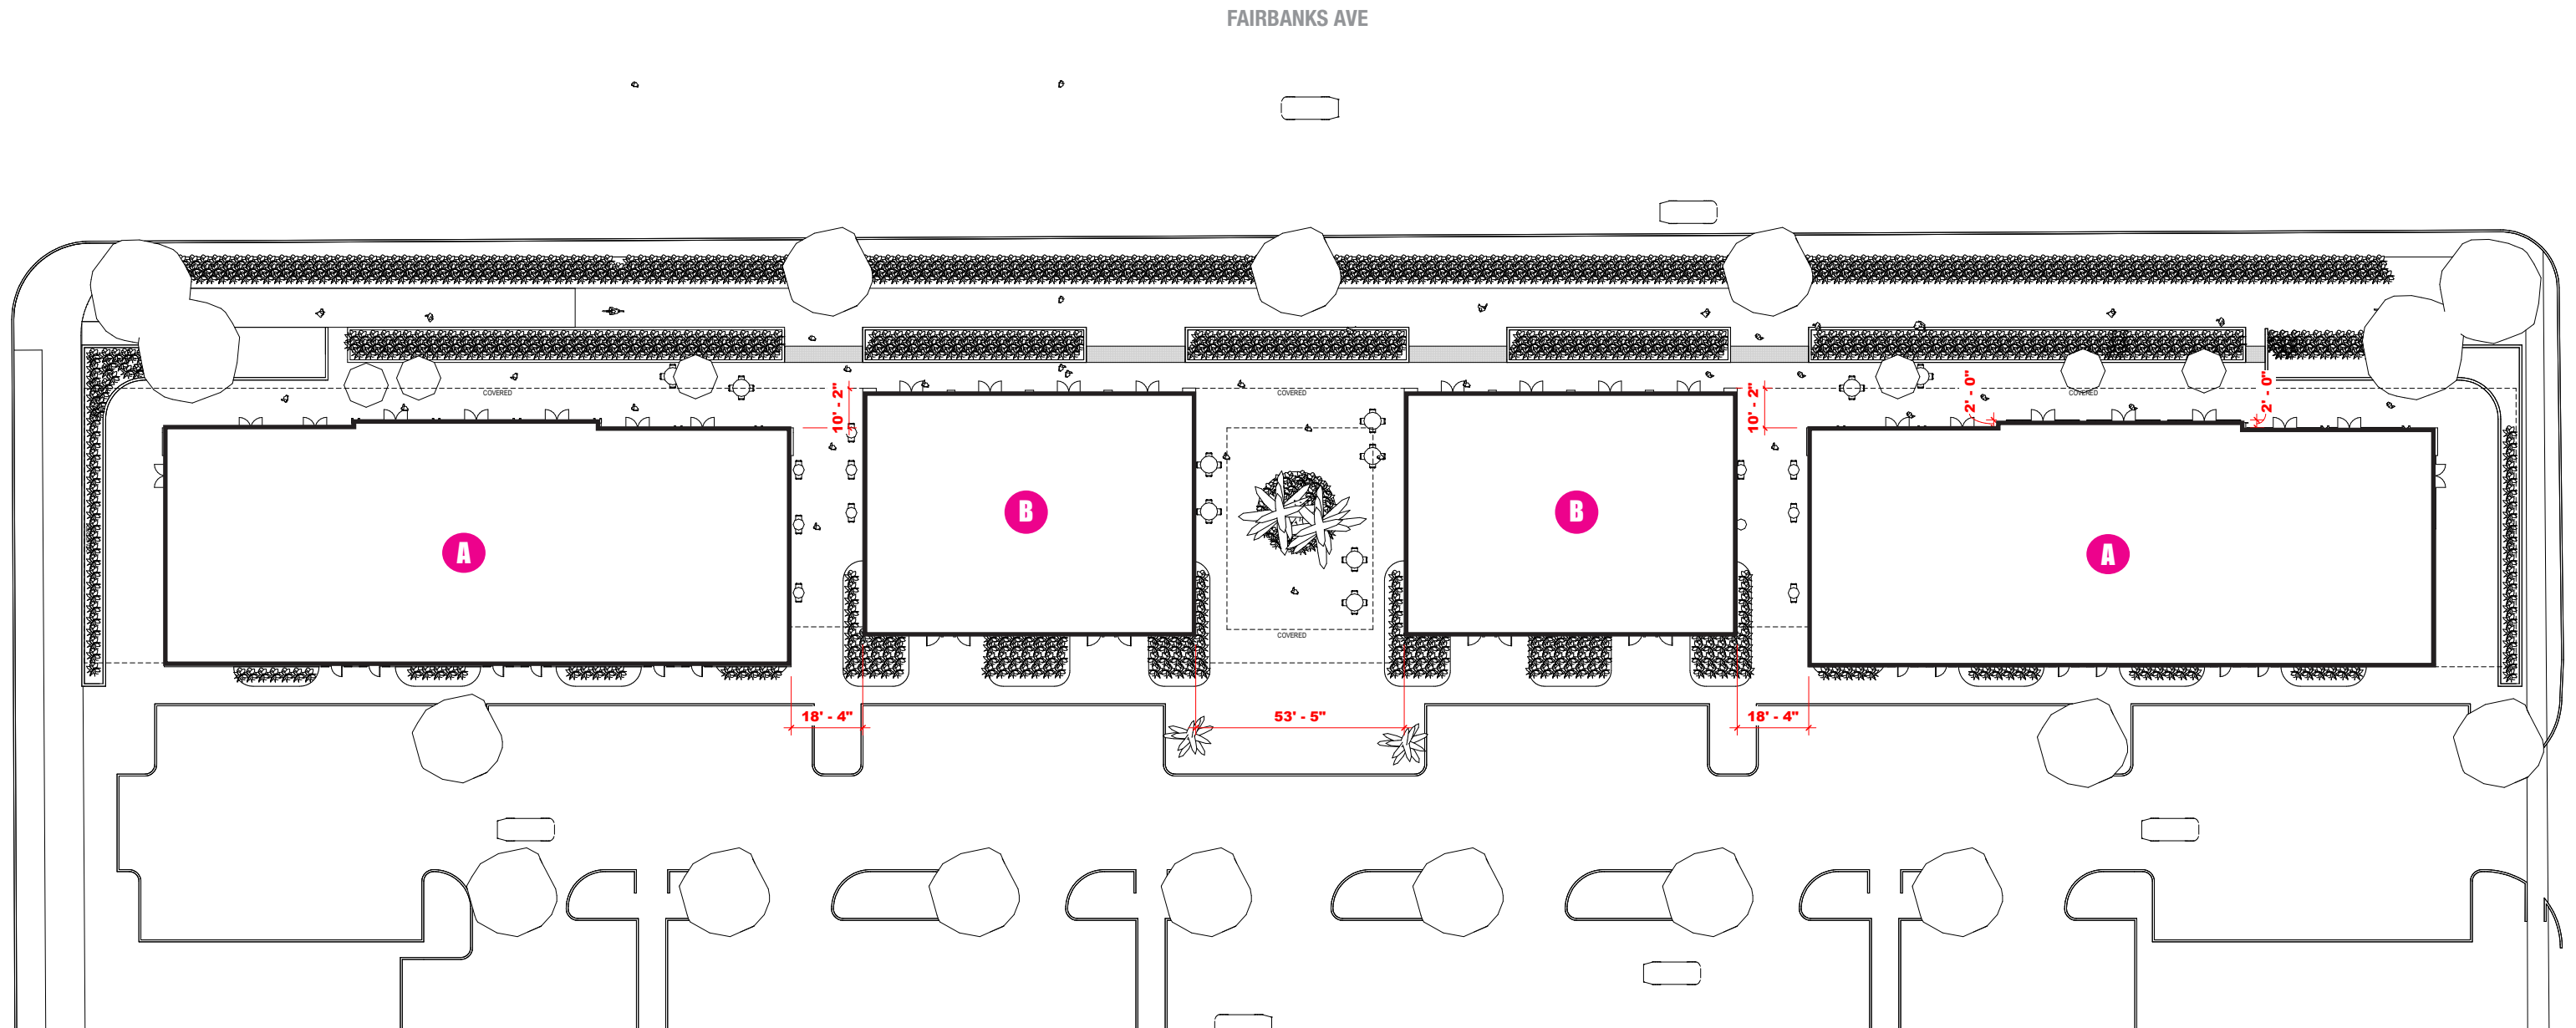 FAIRBANKS AVE
COVERED
COVERED
COVERED
10' - 2"
10' - 2"
2' - 0"
2' - 0"
A
B
B
A
COVERED
18' - 4"
53' - 5"
18' - 4"